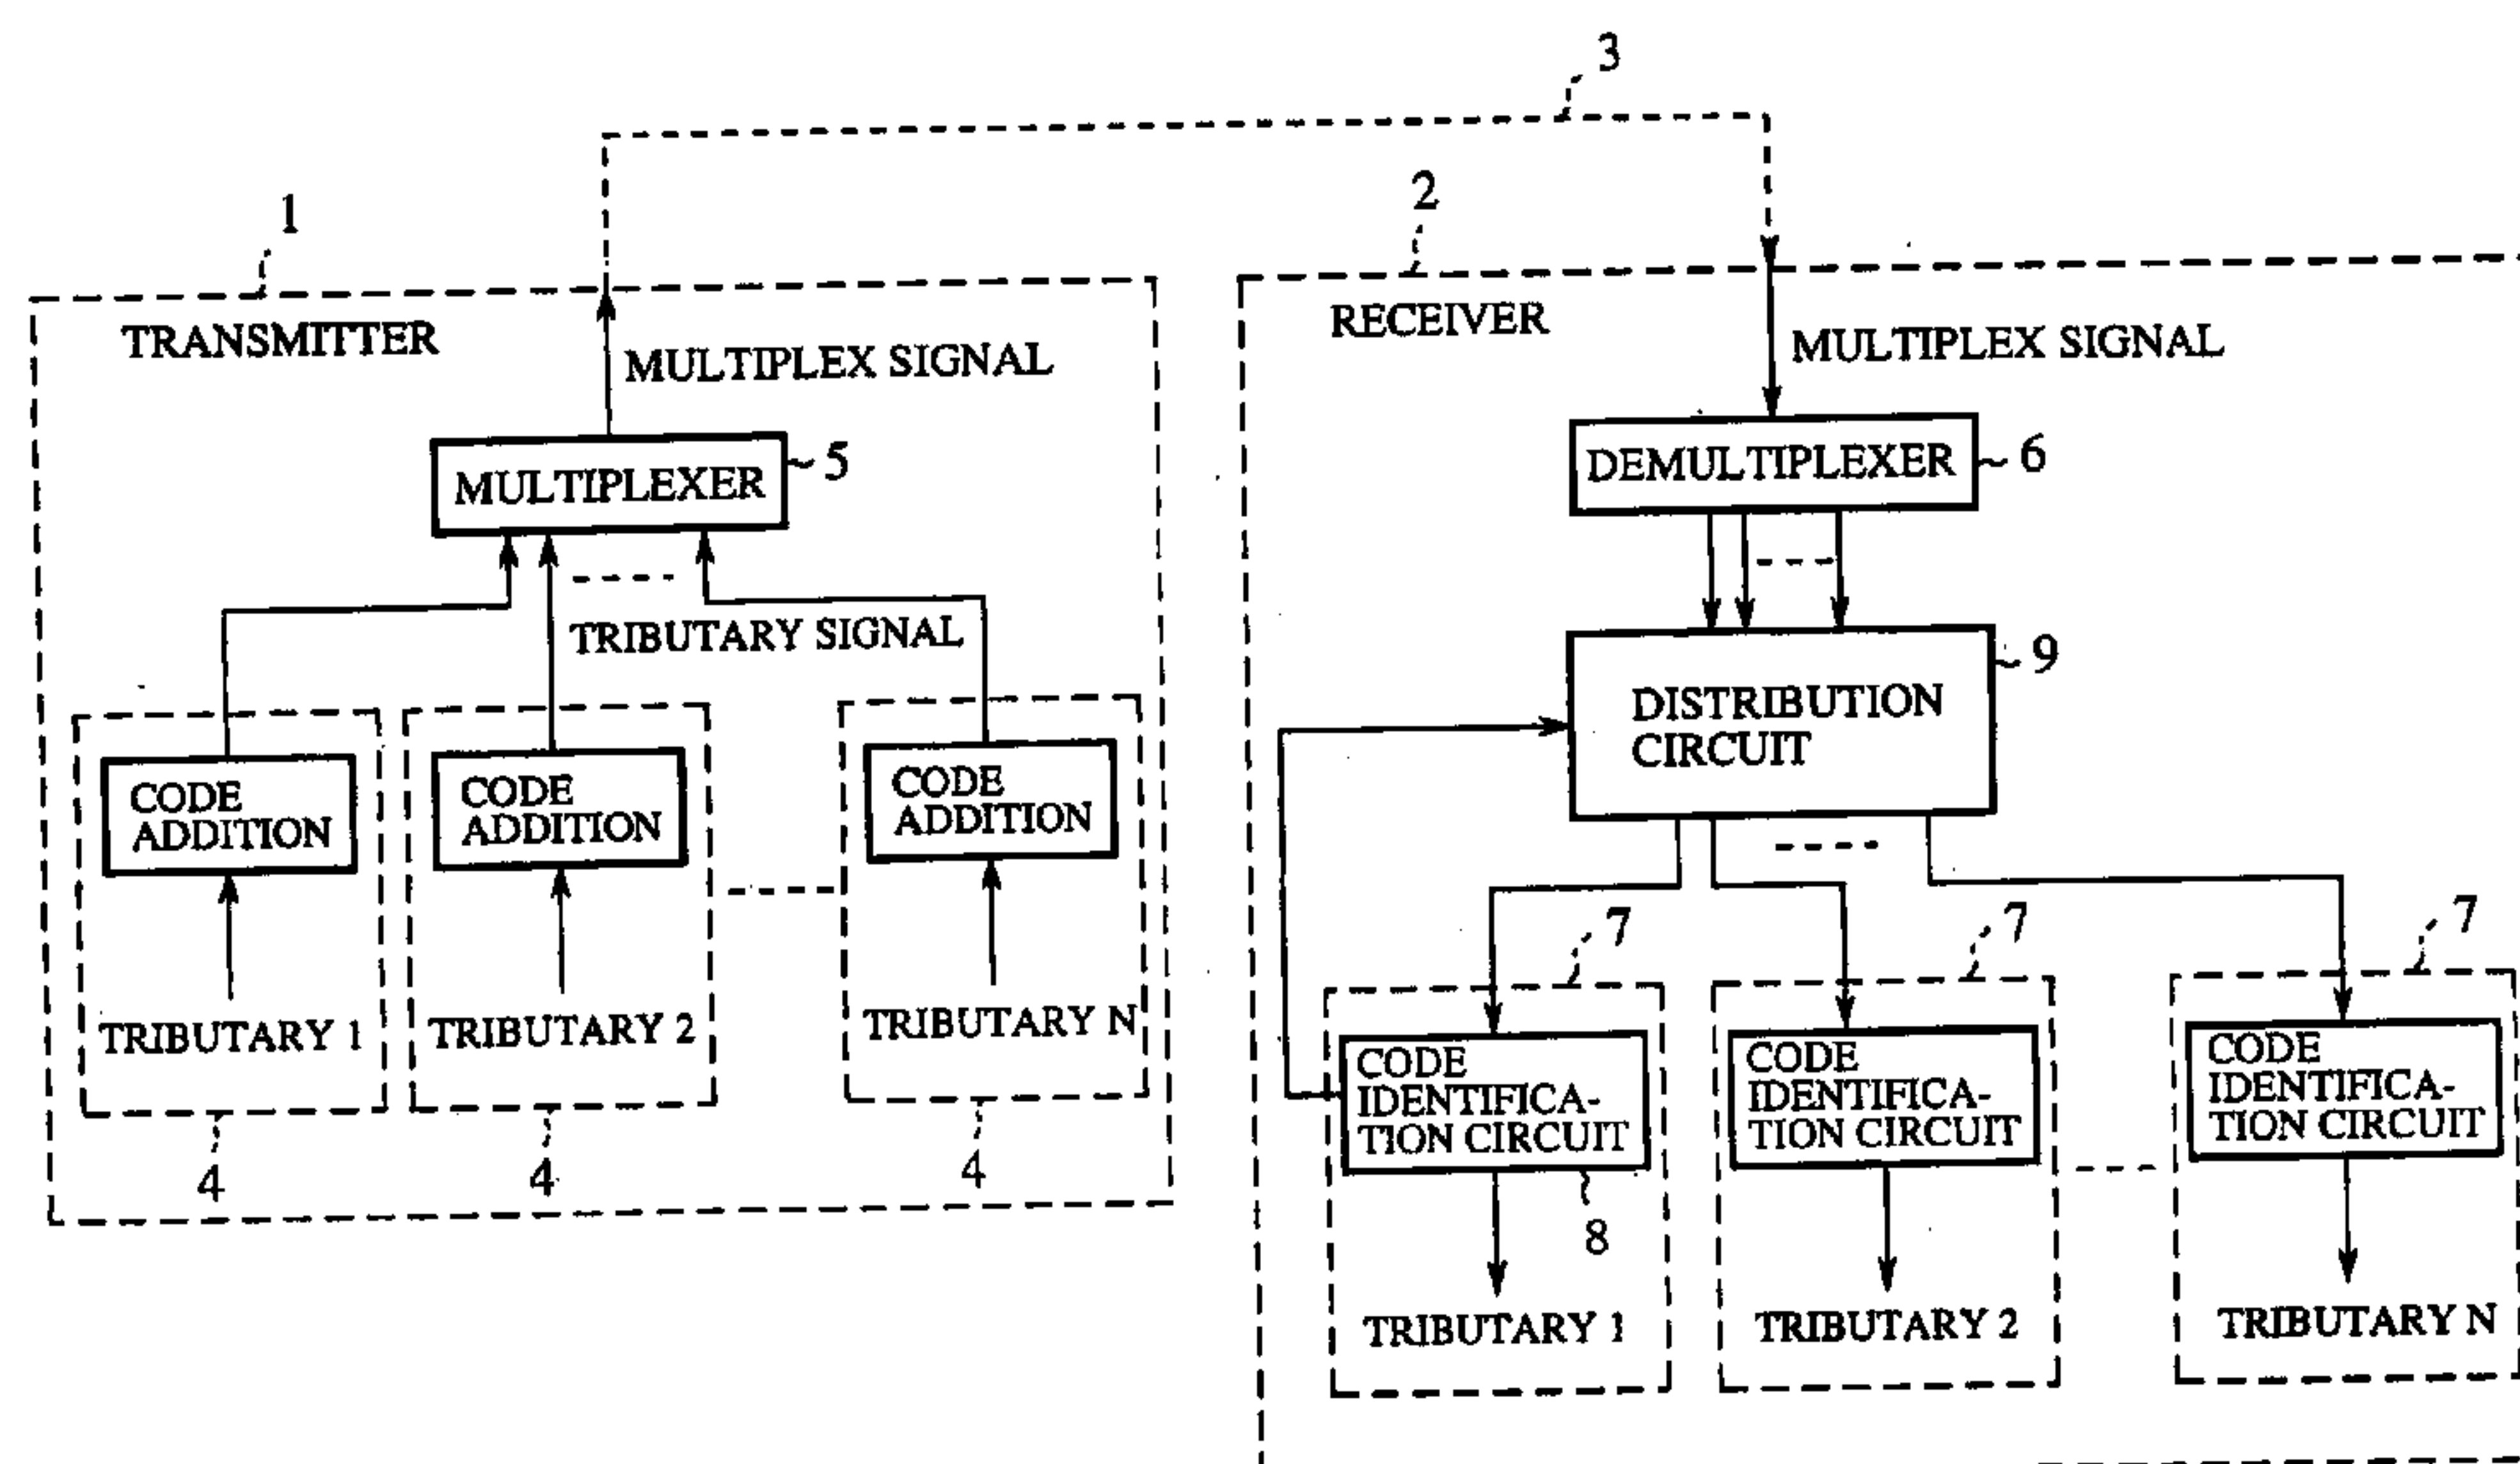 3
2
1
TRANSMITTER
MULTIPLEX SIGNAL
RECEIVER
MULTIPLEX SIGNAL
MULTIPLEXER
5
DEMULTIPLEXER
6
TRIBUTARY SIGNAL
9
DISTRIBUTION
CIRCUIT
CODE
ADDITION
CODE
ADDITION
CODE
ADDITION
TRIBUTARY 1
TRIBUTARY 2
TRIBUTARY N
4
4
4
7
7
7
CODE
IDENTIFICA-
TION CIRCUIT
CODE
IDENTIFICA-
TION CIRCUIT
CODE
IDENTIFICA-
TION CIRCUIT
8
TRIBUTARY 1
TRIBUTARY 2
TRIBUTARY N